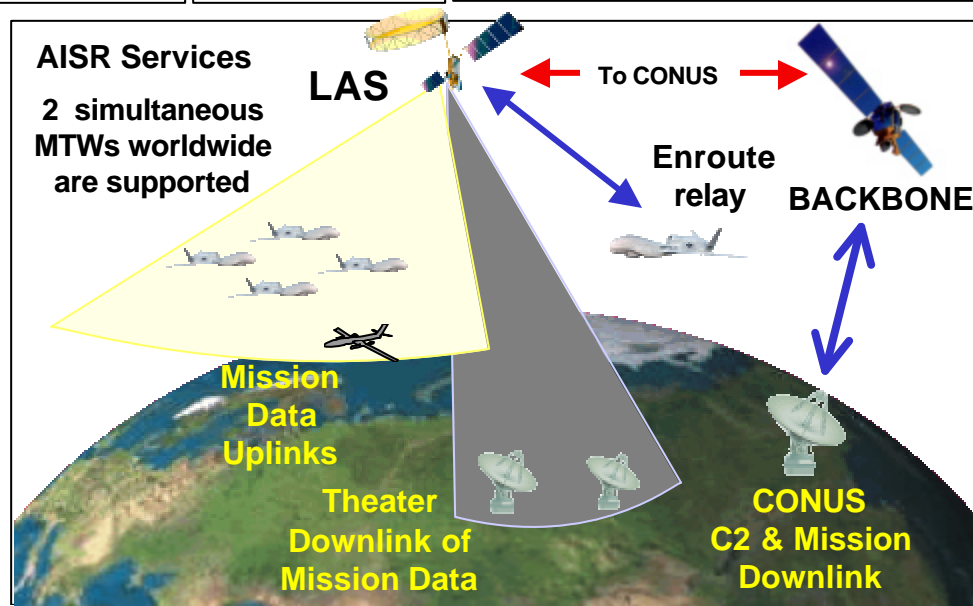 AISR Services
2 simultaneous
MTWs worldwide
are supported
LAS
To CONUS
Enroute
relay
BACKBONE
Mission
Data
Uplinks
Theater
Downlink of
Mission Data
CONUS
C2 & Mission
Downlink